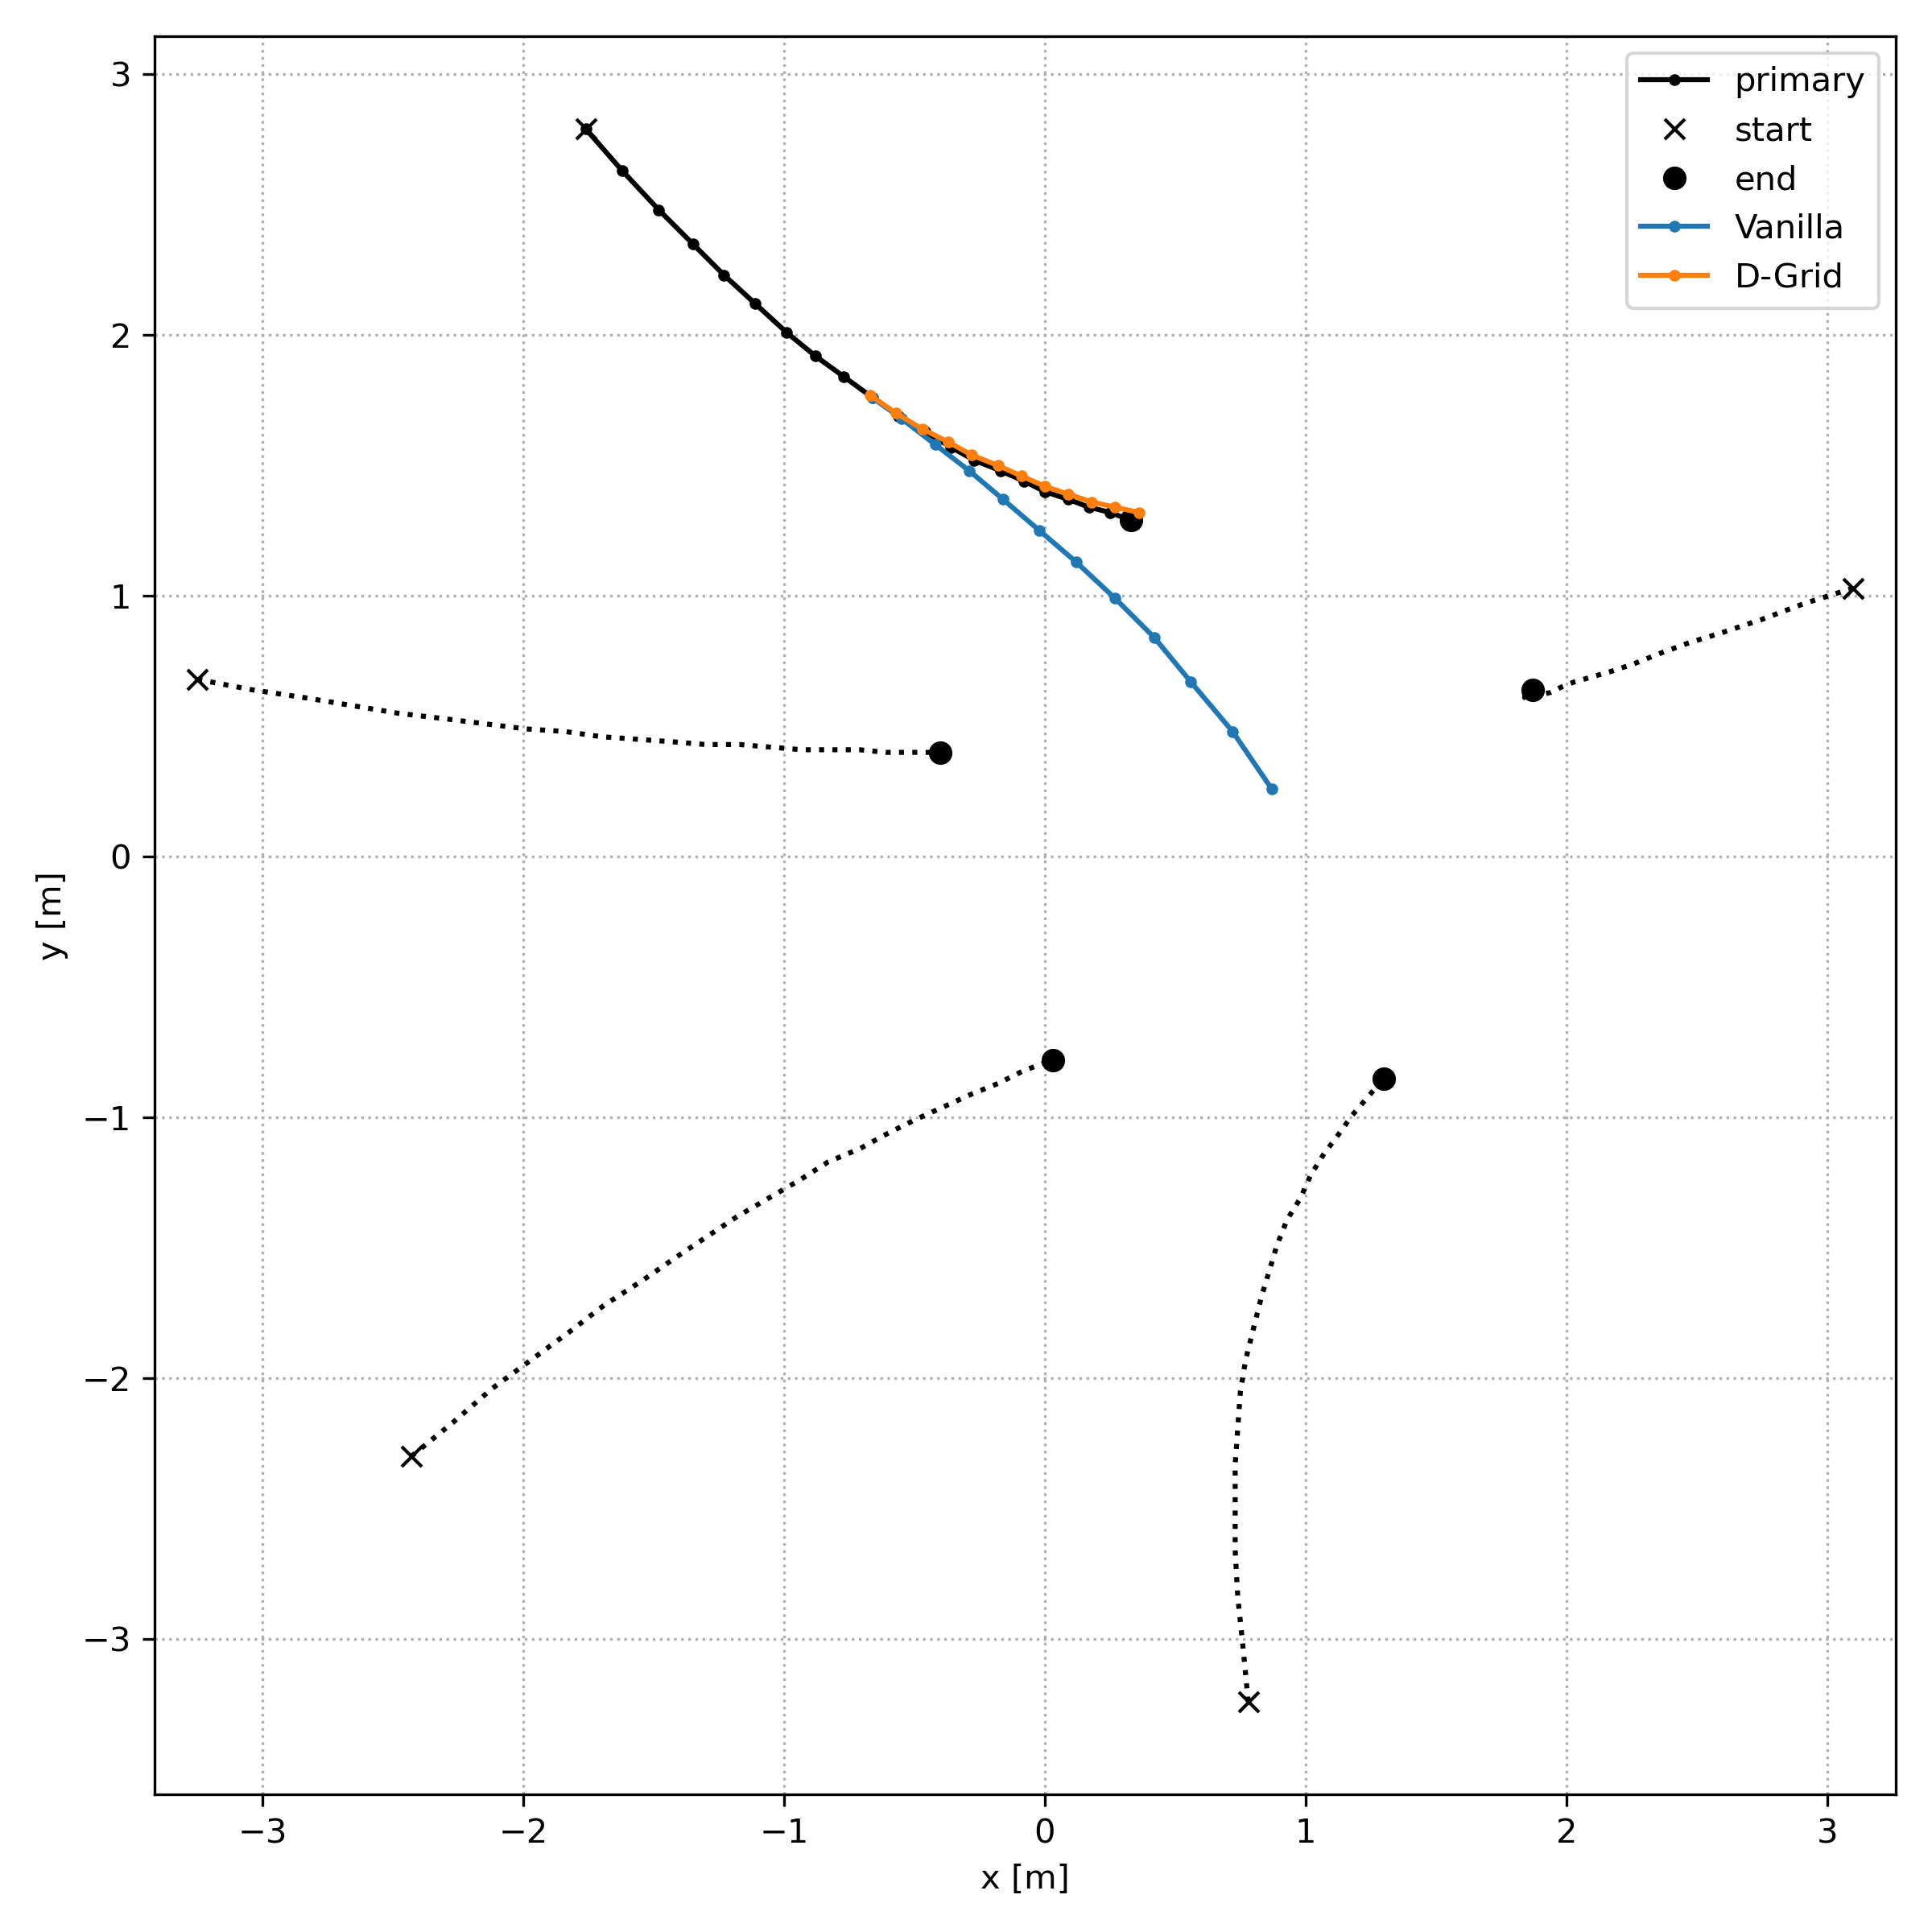 primary
start
end
Vanilla
D-Grid
3
2
1
0
−1
−2
−3
y [m]
−3 −2 −1 0 1 2 3
x [m]